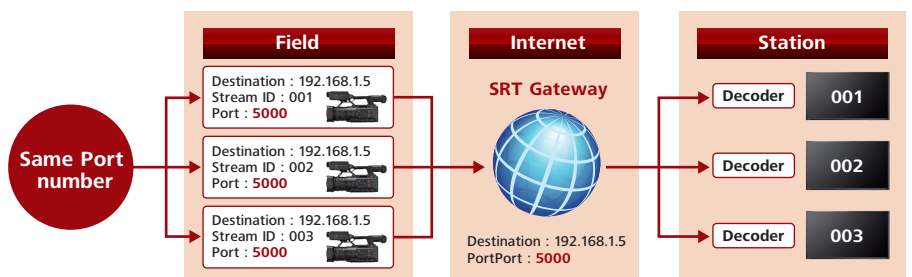 Same Port
number
Field
Destination : 192.168.1.5
Stream ID : 001
Port : 5000
Destination : 192.168.1.5
Stream ID : 002
Port : 5000
Destination : 192.168.1.5
Stream ID : 003
Port : 5000
Internet
SRT Gateway
Destination : 192.168.1.5
PortPort : 5000
Station
Decoder
001
Decoder
002
Decoder
003